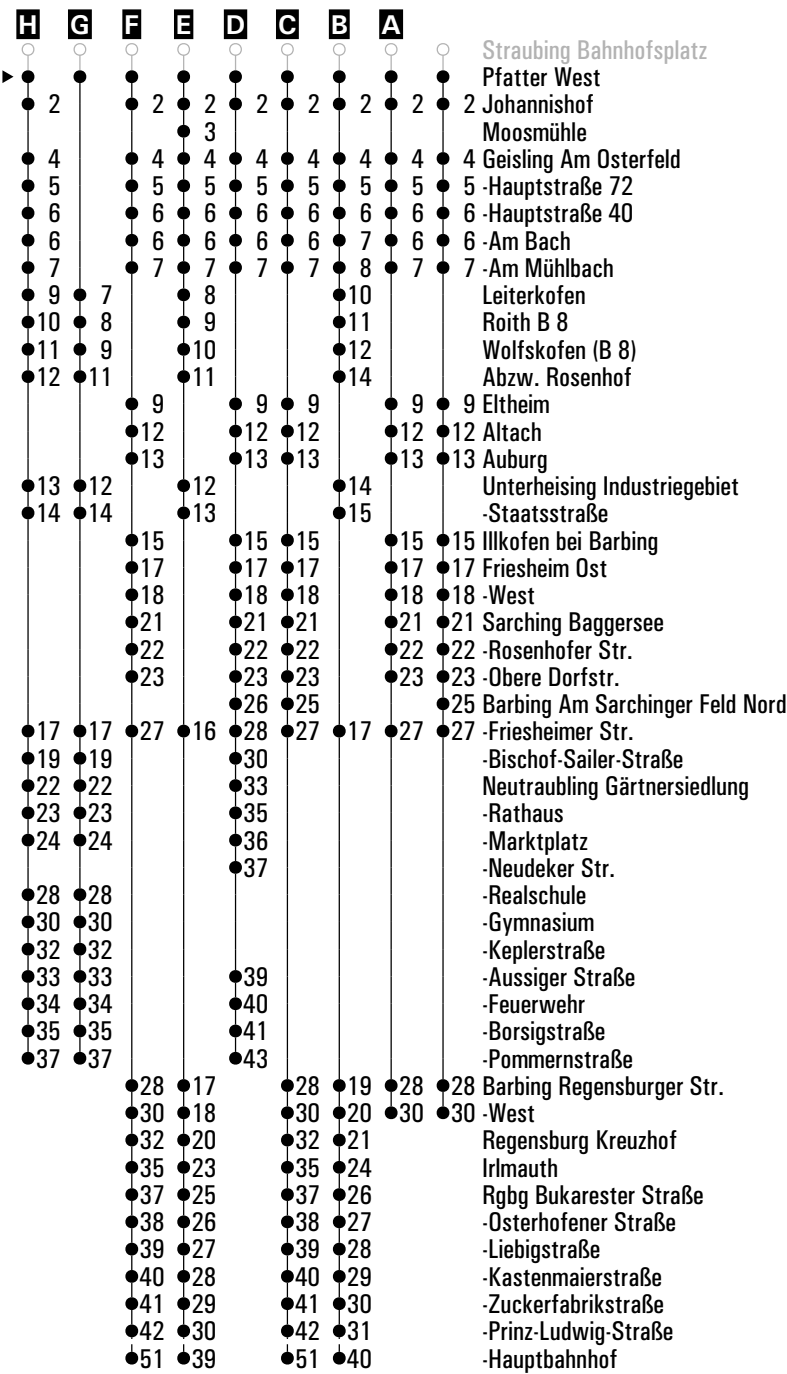 H G F E D C B A
Straubing Bahnhofsplatz
Pfatter West
2 2 2 2 2 2 2 2 Johannishof
3 Moosmühle
4 4 4 4 4 4 4 4 Geisling Am Osterfeld
5 5 5 5 5 5 5 5 -Hauptstraße 72
6 6 6 6 6 6 6 6 -Hauptstraße 40
6 6 6 6 6 7 6 6 -Am Bach
7 7 7 7 7 8 7 7 -Am Mühlbach
9 7 8 10 Leiterkofen
10 8 9 11 Roith B 8
11 9 10 12 Wolfskofen (B 8)
12 11 11 14 Abzw. Rosenhof
9 9 9 9 9 Eltheim
12 12 12 12 12 Altach
13 13 13 13 13 Auburg
13 12 12 14 Unterheising Industriegebiet
14 14 13 15 -Staatsstraße
15 15 15 15 15 Illkofen bei Barbing
17 17 17 17 17 Friesheim Ost
18 18 18 18 18 -West
21 21 21 21 21 Sarching Baggersee
22 22 22 22 22 -Rosenhofer Str.
23 23 23 23 23 -Obere Dorfstr.
26 25 25 Barbing Am Sarchinger Feld Nord
17 17 27 16 28 27 17 27 27 -Friesheimer Str.
19 19 30 -Bischof-Sailer-Straße
22 22 33 Neutraubling Gärtnersiedlung
23 23 35 -Rathaus
24 24 36 -Marktplatz
37 -Neudeker Str.
28 28 -Realschule
30 30 -Gymnasium
32 32 -Keplerstraße
33 33 39 -Aussiger Straße
34 34 40 -Feuerwehr
35 35 41 -Borsigstraße
37 37 43 -Pommernstraße
28 17 28 19 28 28 Barbing Regensburger Str.
30 18 30 20 30 30 -West
32 20 32 21 Regensburg Kreuzhof
35 23 35 24 Irlmauth
37 25 37 26 Rgbg Bukarester Straße
38 26 38 27 -Osterhofener Straße
39 27 39 28 -Liebigstraße
40 28 40 29 -Kastenmaierstraße
41 29 41 30 -Zuckerfabrikstraße
42 30 42 31 -Prinz-Ludwig-Straße
51 39 51 40 -Hauptbahnhof